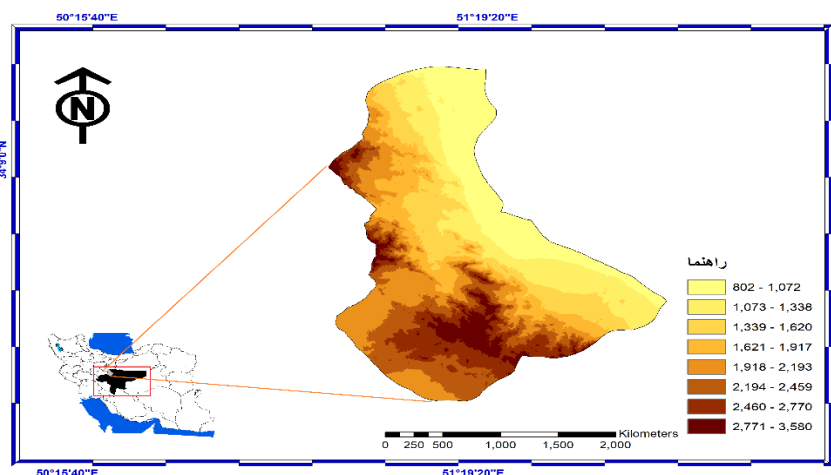 50°15'40"E
51°19'20"E
N
34°9'0"N
راهنما
802 - 1,072
1,073 - 1,338
1,339 - 1,620
1,621 - 1,917
1,918 - 2,193
2,194 - 2,459
2,460 - 2,770
2,771 - 3,580
Kilometers
0 250 500 1,000 1,500 2,000
50°15'40"E
51°19'20"E